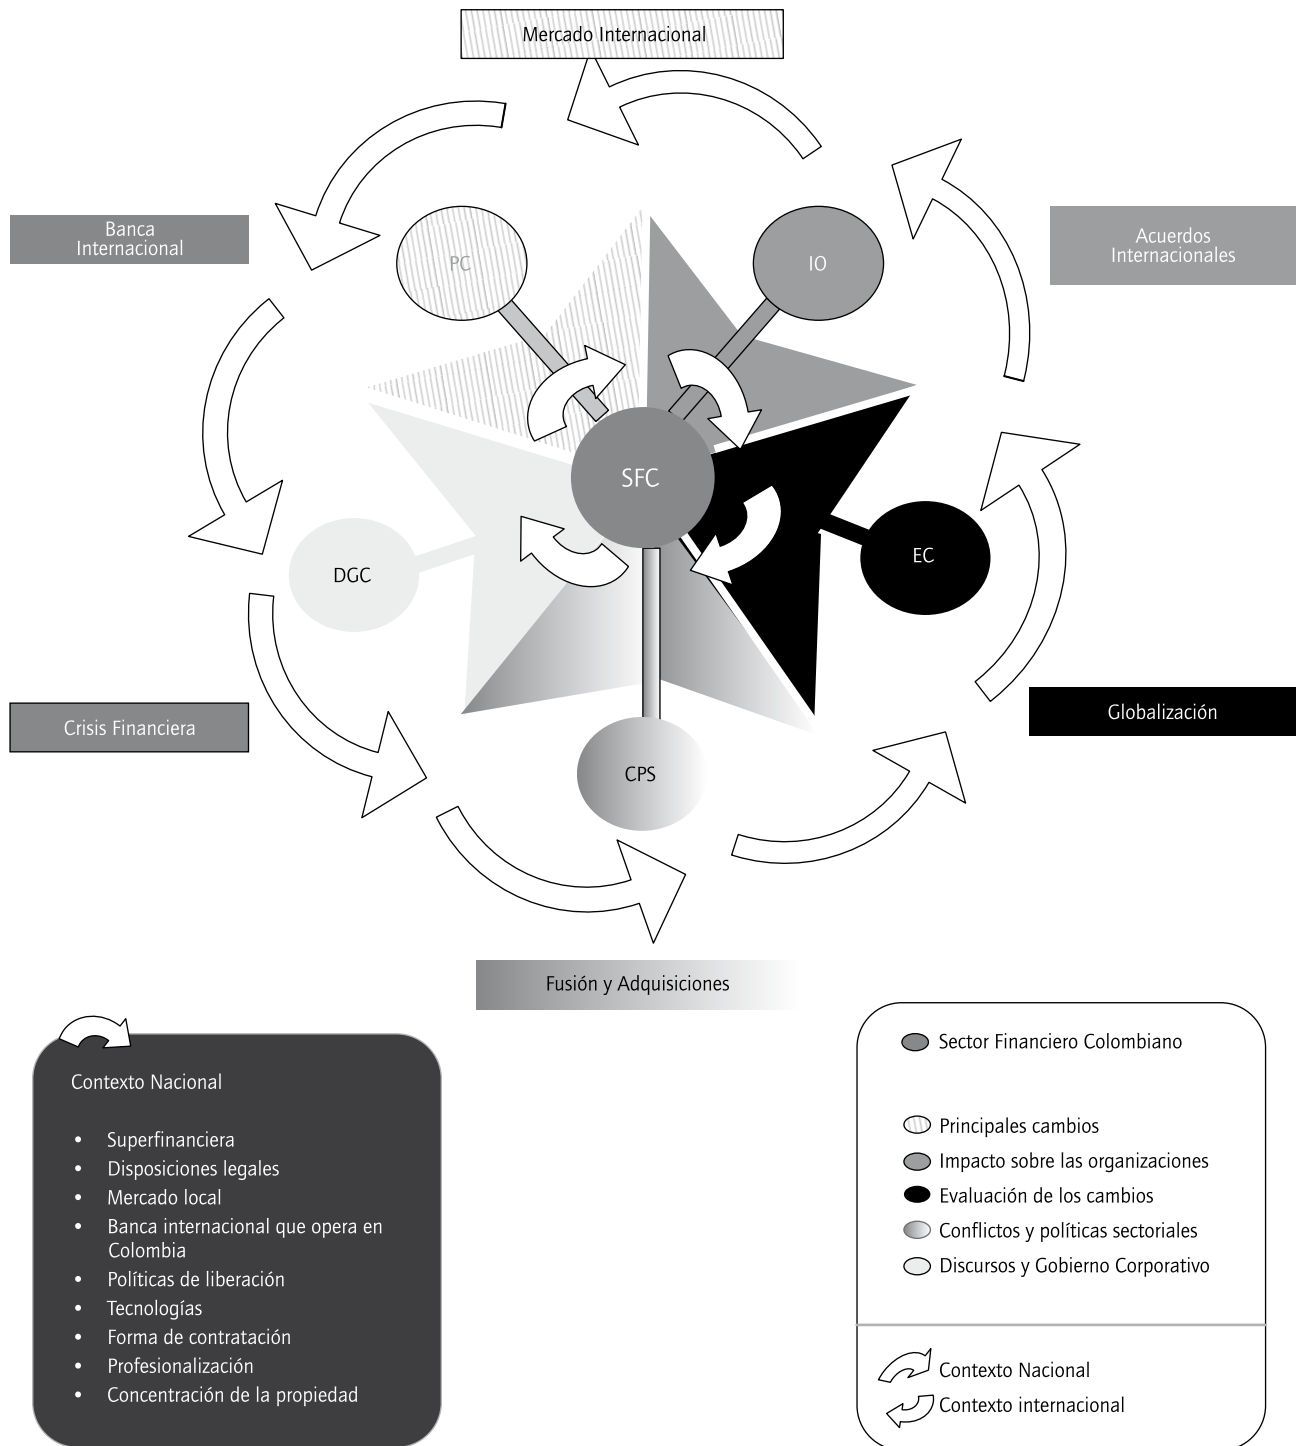 Mercado Internacional
Banca
Internacional
Acuerdos
Internacionales
PC
IO
SFC
DGC
EC
Crisis Financiera
Globalización
CPS
Fusión y Adquisiciones
Contexto Nacional
• Superfinanciera
• Disposiciones legales
• Mercado local
• Banca internacional que opera en
Colombia
• Políticas de liberación
• Tecnologías
• Forma de contratación
• Profesionalización
• Concentración de la propiedad
Sector Financiero Colombiano
Principales cambios
Impacto sobre las organizaciones
Evaluación de los cambios
Conflictos y políticas sectoriales
Discursos y Gobierno Corporativo
Contexto Nacional
Contexto internacional